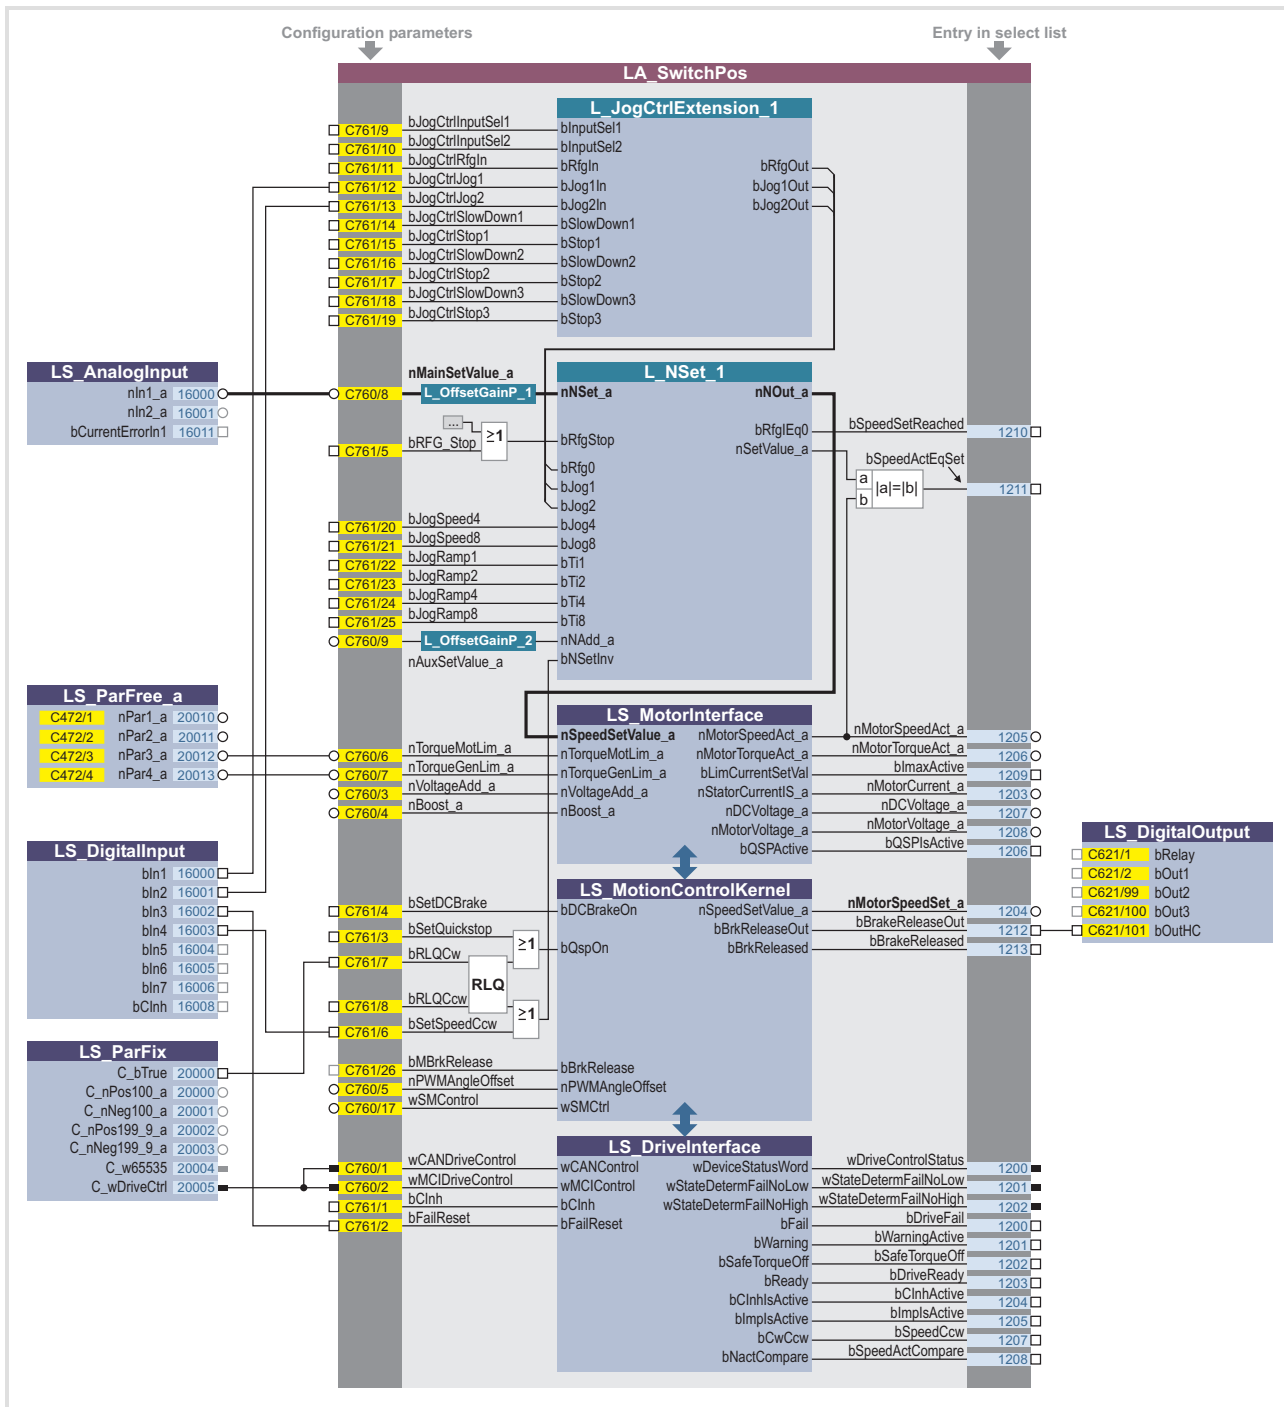 Configuration parameters
Entry in select list
LA_SwitchPos
L_JogCtrlExtension_1
C761/9 bJogCtrlInputSel1 bInputSel1
C761/10 bJogCtrlInputSel2 bInputSel2
C761/11 bJogCtrlRfgIn bRfgIn bRfgOut
C761/12 bJogCtrlJog1 bJog1In bJog1Out
C761/13 bJogCtrlJog2 bJog2In bJog2Out
C761/14 bJogCtrlSlowDown1 bSlowDown1
C761/15 bJogCtrlStop1 bStop1
C761/16 bJogCtrlSlowDown2 bSlowDown2
C761/17 bJogCtrlStop2 bStop2
C761/18 bJogCtrlSlowDown3 bSlowDown3
C761/19 bJogCtrlStop3 bStop3
LS_AnalogInput
nIn1_a 16000
nIn2_a 16001
bCurrentErrorIn1 16011
nMainSetValue_a
L_NSet_1
C760/8 L_OffsetGainP_1 nNSet_a nNOut_a
...
≥1
C761/5 bRFG_Stop bRfgStop
bRfgIEq0 bSpeedSetReached 1210
nSetValue_a
bSpeedActEqSet
a
b
|a|=|b|
1211
bRfg0
bJog1
bJog2
C761/20 bJogSpeed4 bJog4
C761/21 bJogSpeed8 bJog8
C761/22 bJogRamp1 bTi1
C761/23 bJogRamp2 bTi2
C761/24 bJogRamp4 bTi4
C761/25 bJogRamp8 bTi8
C760/9 L_OffsetGainP_2 nNAdd_a
nAuxSetValue_a
bNSetInv
LS_ParFree_a
C472/1 nPar1_a 20010
C472/2 nPar2_a 20011
C472/3 nPar3_a 20012
C472/4 nPar4_a 20013
LS_MotorInterface
nSpeedSetValue_a nMotorSpeedAct_a nMotorSpeedAct_a 1205
C760/6 nTorqueMotLim_a nTorqueMotLim_a nMotorTorqueAct_a nMotorTorqueAct_a 1206
C760/7 nTorqueGenLim_a nTorqueGenLim_a bLimCurrentSetVal bImaxActive 1209
C760/3 nVoltageAdd_a nVoltageAdd_a nStatorCurrentIS_a nMotorCurrent_a 1203
C760/4 nBoost_a nBoost_a nDCVoltage_a nDCVoltage_a 1207
nMotorVoltage_a nMotorVoltage_a 1208
bQSPActive bQSPIsActive 1206
LS_DigitalInput
bIn1 16000
bIn2 16001
bIn3 16002
bIn4 16003
bIn5 16004
bIn6 16005
bIn7 16006
bCInh 16008
LS_DigitalOutput
C621/1 bRelay
C621/2 bOut1
C621/99 bOut2
C621/100 bOut3
C621/101 bOutHC
LS_MotionControlKernel
C761/4 bSetDCBrake bDCBrakeOn nSpeedSetValue_a nMotorSpeedSet_a 1204
bBrkReleaseOut bBrakeReleaseOut 1212
C761/3 bSetQuickstop
≥1
bQspOn bBrkReleased bBrakeReleased 1213
C761/7 bRLQCw
RLQ
C761/8 bRLQCcw
≥1
C761/6 bSetSpeedCcw
C761/26 bMBrkRelease bBrkRelease
C760/5 nPWMAngleOffset nPWMAngleOffset
C760/17 wSMControl wSMCtrl
LS_ParFix
C_bTrue 20000
C_nPos100_a 20000
C_nNeg100_a 20001
C_nPos199_9_a 20002
C_nNeg199_9_a 20003
C_w65535 20004
C_wDriveCtrl 20005
LS_DriveInterface
C760/1 wCANDriveControl wCANControl wDeviceStatusWord wDriveControlStatus 1200
C760/2 wMCIDriveControl wMCIControl wStateDetermFailNoLow wStateDetermFailNoLow 1201
C761/1 bCInh bCInh wStateDetermFailNoHigh wStateDetermFailNoHigh 1202
C761/2 bFailReset bFailReset bFail bDriveFail 1200
bWarning bWarningActive 1201
bSafeTorqueOff bSafeTorqueOff 1202
bReady bDriveReady 1203
bCInhIsActive bCInhActive 1204
bImpIsActive bImpIsActive 1205
bCwCcw bSpeedCcw 1207
bNactCompare bSpeedActCompare 1208